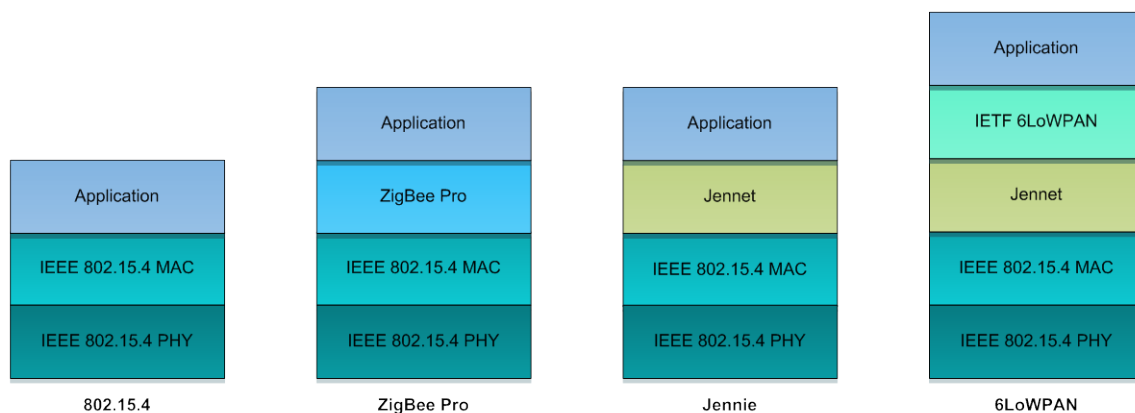 Application
IEEE 802.15.4 MAC
IEEE 802.15.4 PHY
802.15.4
Application
ZigBee Pro
IEEE 802.15.4 MAC
IEEE 802.15.4 PHY
ZigBee Pro
Application
Jennet
IEEE 802.15.4 MAC
IEEE 802.15.4 PHY
Jennie
Application
IETF 6LoWPAN
Jennet
IEEE 802.15.4 MAC
IEEE 802.15.4 PHY
6LoWPAN